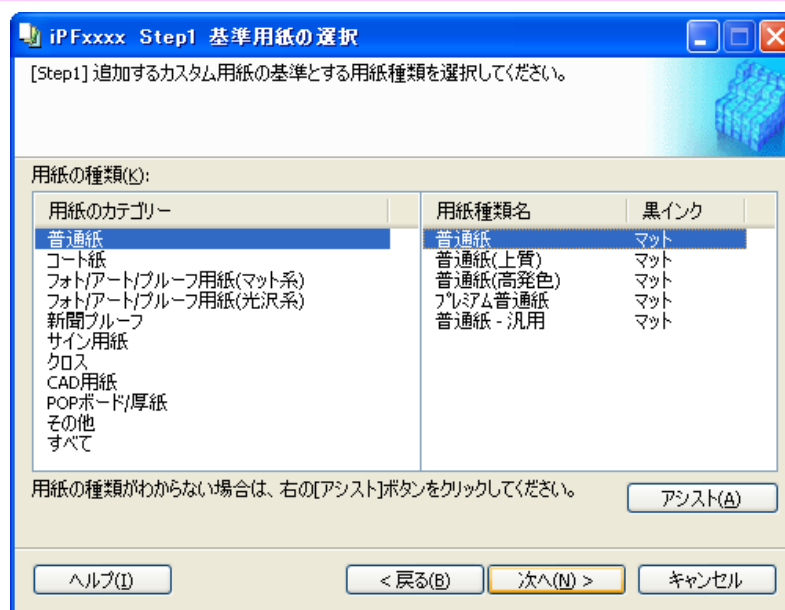 iPFxxxx Step1 基準用紙の選択
[Step1] 追加するカスタム用紙の基準とする用紙種類を選択してください。
用紙の種類(K):
用紙のカテゴリー 用紙種類名 黒インク
普通紙 普通紙 マット
コート紙 普通紙(上質) マット
フォト/アート/プルーフ用紙(マット系) 普通紙(高発色) マット
フォト/アート/プルーフ用紙(光沢系) プレミアム普通紙 マット
新聞プルーフ 普通紙 - 汎用 マット
サイン用紙
クロス
CAD用紙
POPボード/厚紙
その他
すべて
用紙の種類がわからない場合は、右の[アシスト]ボタンをクリックしてください。 アシスト(A)
ヘルプ(I) < 戻る(B) 次へ(N) > キャンセル